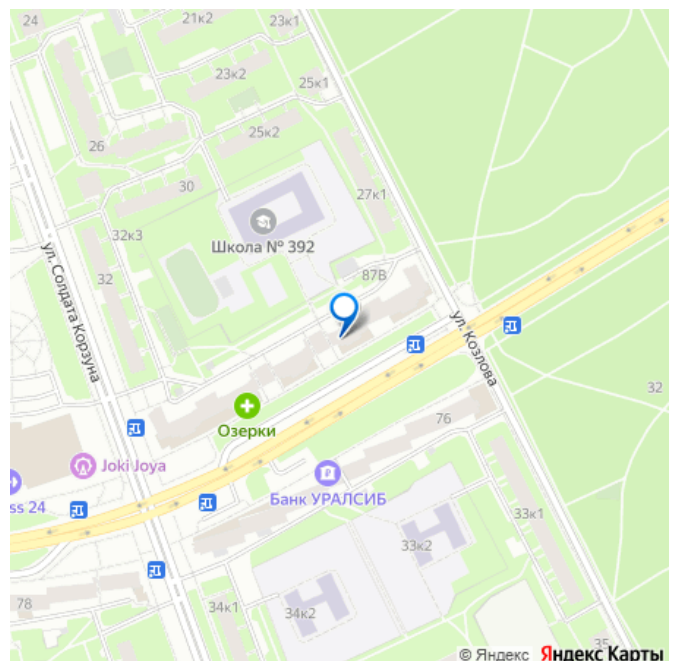 24
21к2
23к1
23к2
25к1
26
25к2
30
27к1
Школа № 392
32к3
32
87В
ул. Солдата Корзуна
ул. Козлова
32
Озерки
76
Joki Joya
Банк УРАЛСИБ
ss 24
33к1
33к2
78
34к1
34к2
35
© Яндекс Яндекс Карты